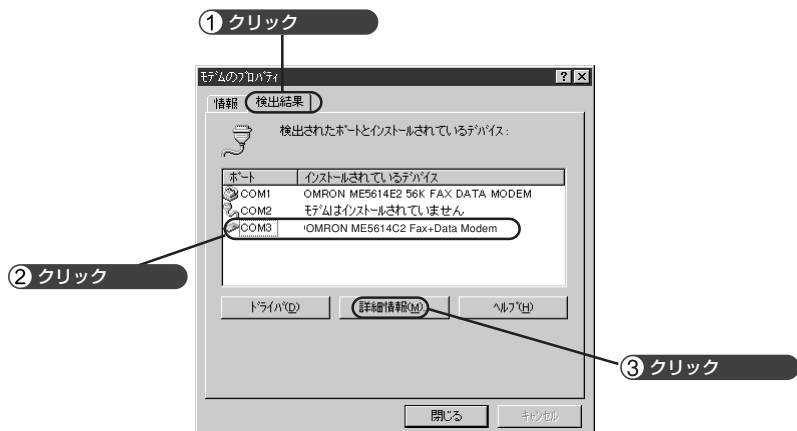 ① クリック
モデムのプロパティ
情報 検出結果
検出されたポートとインストールされているデバイス:
ポート インストールされているデバイス
COM1 OMRON ME5614E2 56K FAX DATA MODEM
COM2 モデムはインストールされていません
COM3 OMRON ME5614C2 Fax+Data Modem
② クリック
ドライバ(D) 詳細情報(M)... ヘルプ(H)
③ クリック
閉じる キャンセル